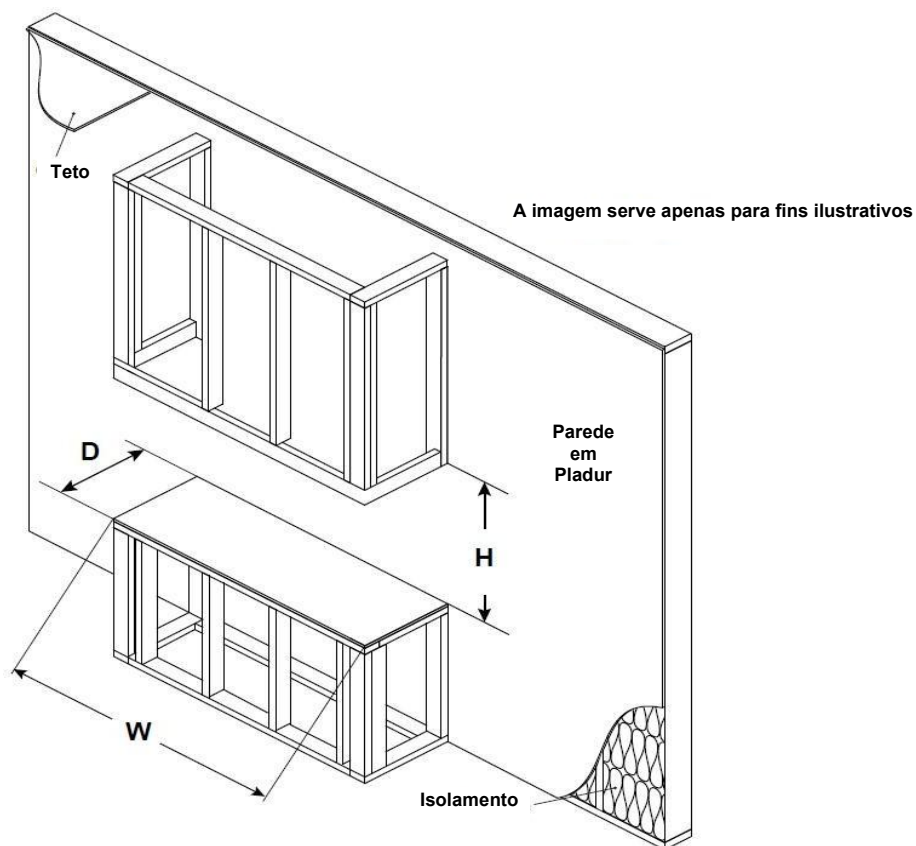 Teto
A imagem serve apenas para fins ilustrativos
Parede
em
Pladur
D
H
W
Isolamento